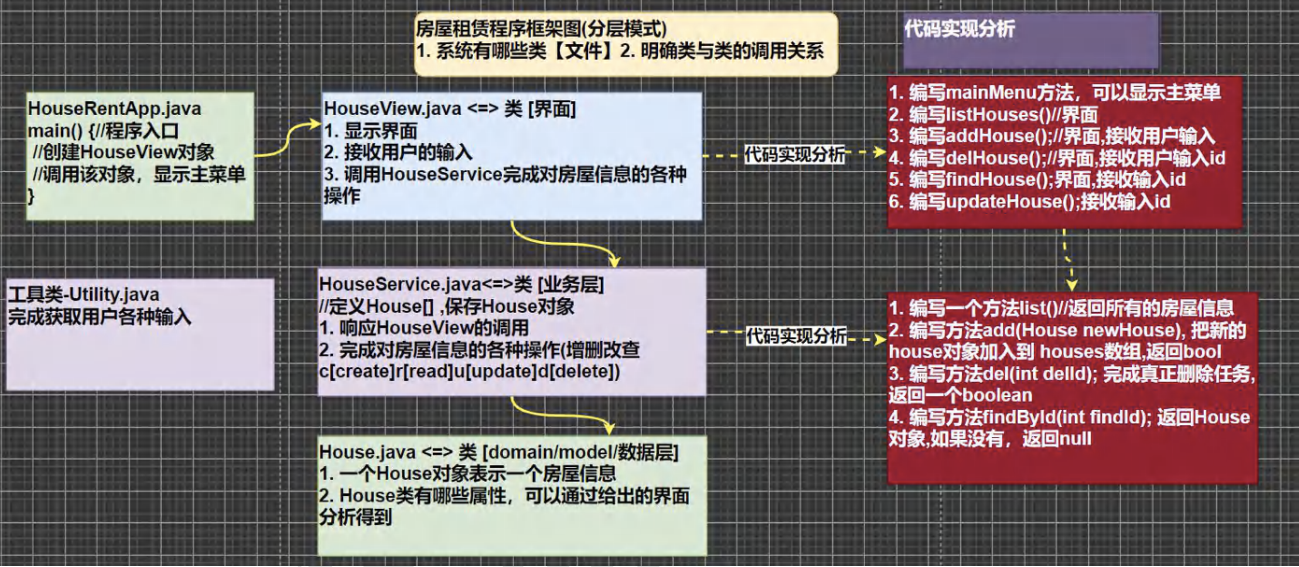 房屋租赁程序框架图(分层模式)
1. 系统有哪些类【文件】2. 明确类与类的调用关系
代码实现分析
HouseRentApp.java
main() {//程序入口
//创建HouseView对象
//调用该对象，显示主菜单
}
HouseView.java <=> 类 [界面]
1. 显示界面
2. 接收用户的输入
3. 调用HouseService完成对房屋信息的各种
操作
代码实现分析
1. 编写mainMenu方法，可以显示主菜单
2. 编写listHouses()//界面
3. 编写addHouse();//界面,接收用户输入
4. 编写delHouse();//界面,接收用户输入id
5. 编写findHouse();界面,接收输入id
6. 编写updateHouse();接收输入id
工具类-Utility.java
完成获取用户各种输入
HouseService.java<=>类 [业务层]
//定义House[] ,保存House对象
1. 响应HouseView的调用
2. 完成对房屋信息的各种操作(增删改查
c[create]r[read]u[update]d[delete])
代码实现分析
1. 编写一个方法list()//返回所有的房屋信息
2. 编写方法add(House newHouse), 把新的
house对象加入到 houses数组,返回bool
3. 编写方法del(int delId); 完成真正删除任务,
返回一个boolean
4. 编写方法findById(int findId); 返回House
对象,如果没有，返回null
House.java <=> 类 [domain/model/数据层]
1. 一个House对象表示一个房屋信息
2. House类有哪些属性，可以通过给出的界面
分析得到